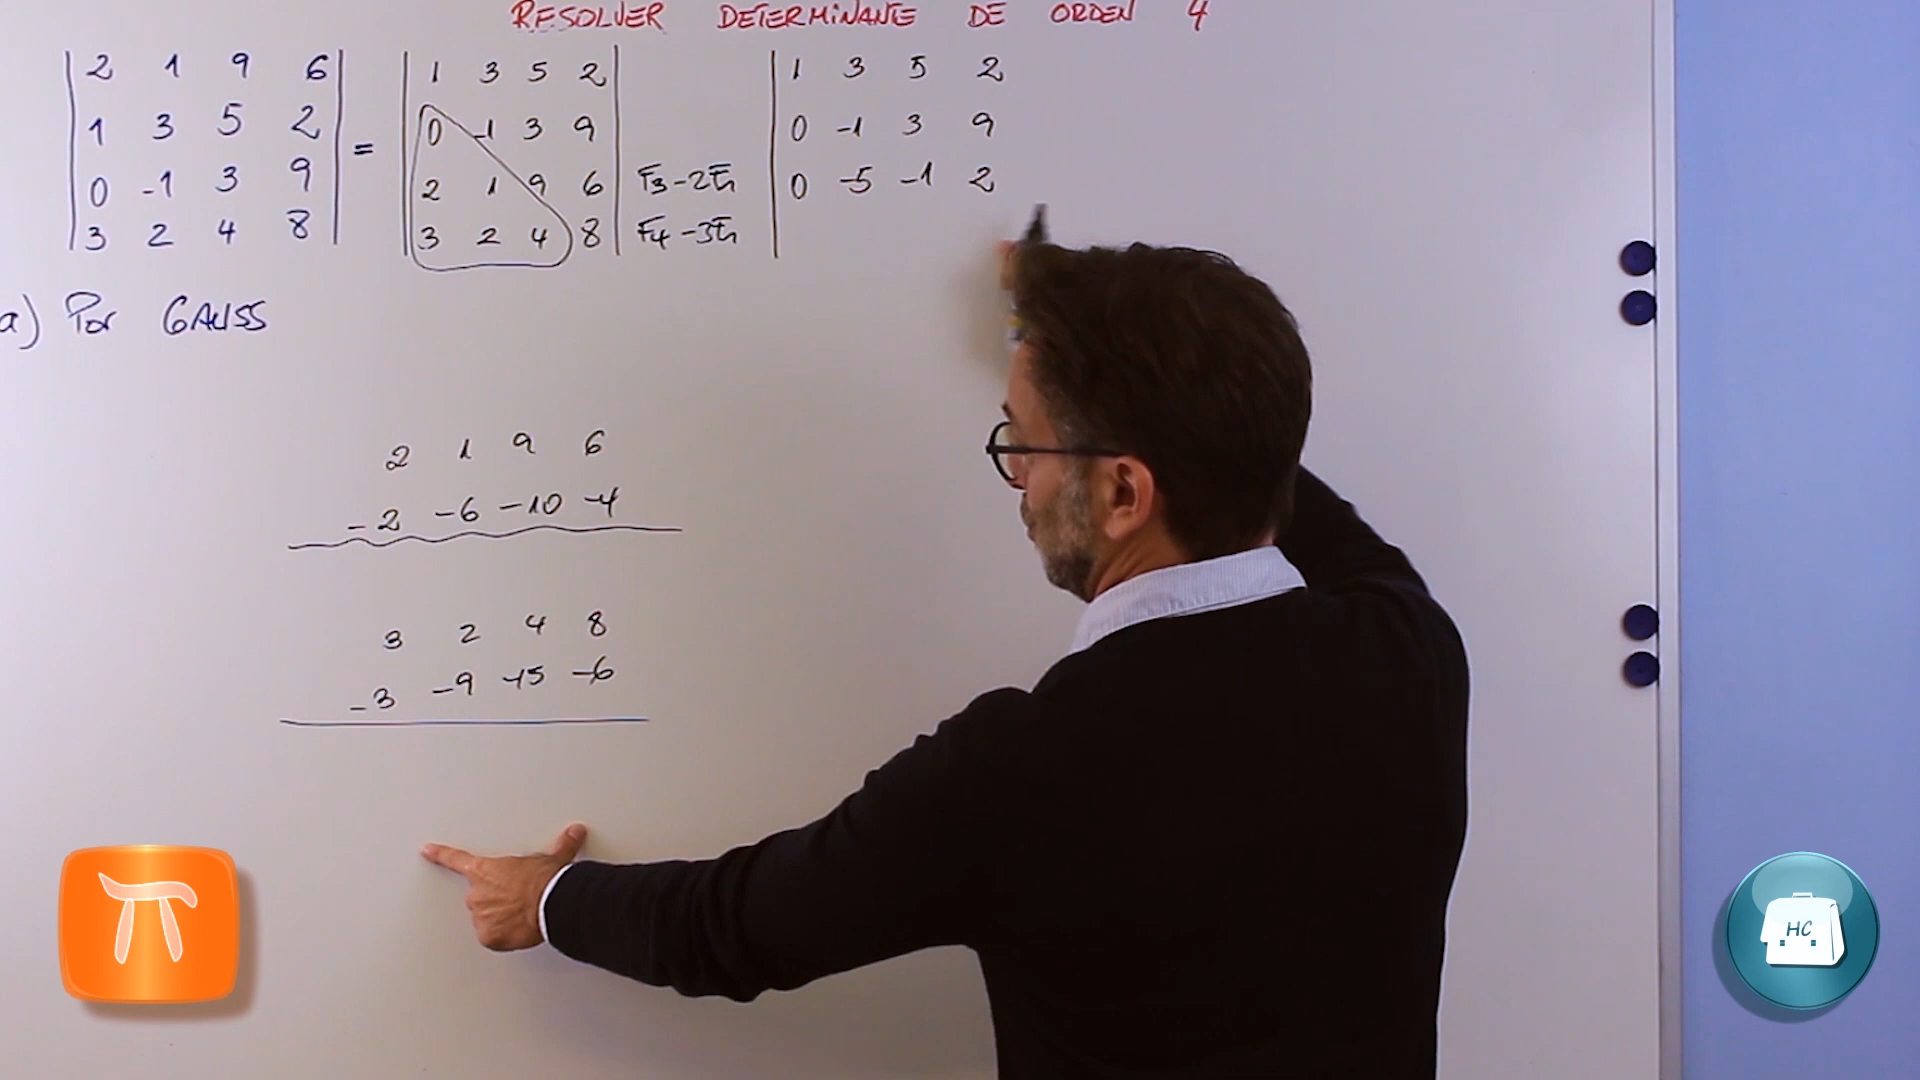 RESOLVER DETERMINANTE DE ORDEN 4
2 1 9 6
1 3 5 2
0 -1 3 9
3 2 4 8
=
1 3 5 2
0 -1 3 9
2 1 9 6 F3-2F1
3 2 4 8 F4-3F1
1 3 5 2
0 -1 3 9
0 -5 -1 2
a) Por GAUSS
2 1 9 6
-2 -6 -10 -4
3 2 4 8
-3 -9 -15 -6
π
HC